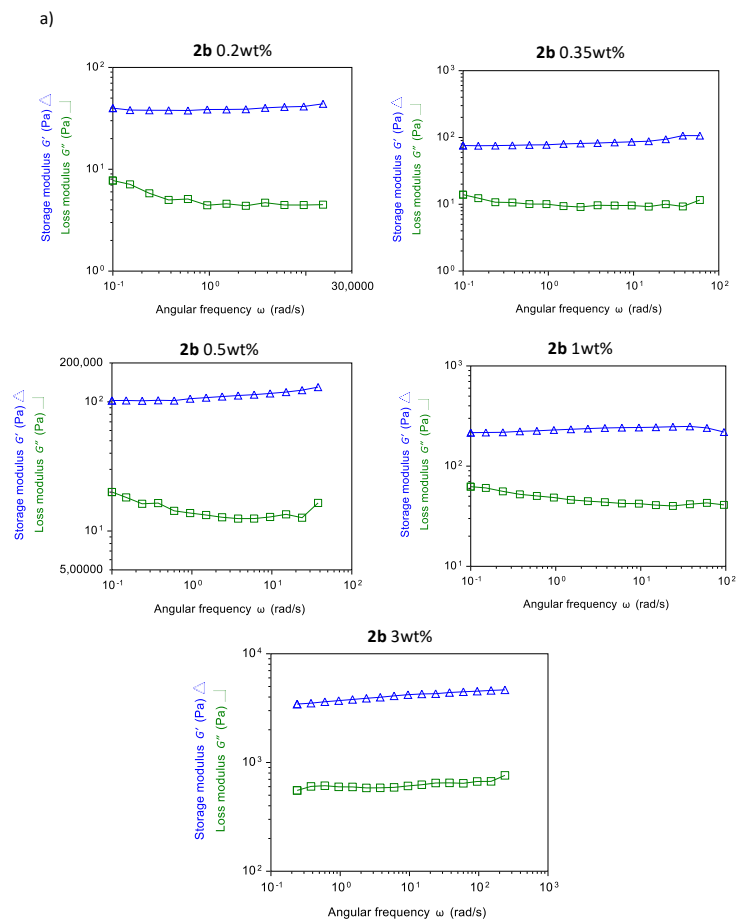 a)
2b 0.2wt%
Storage modulus G' (Pa)
Loss modulus G'' (Pa)
10²
10¹
10⁰
10⁻¹
10⁰
30,0000
Angular frequency ω (rad/s)
2b 0.35wt%
Storage modulus G' (Pa)
Loss modulus G'' (Pa)
10³
10²
10¹
10⁰
10⁻¹
10⁰
10¹
10²
Angular frequency ω (rad/s)
2b 0.5wt%
Storage modulus G' (Pa)
Loss modulus G'' (Pa)
200,000
10²
10¹
5,00000
10⁻¹
10⁰
10¹
10²
Angular frequency ω (rad/s)
2b 1wt%
Storage modulus G' (Pa)
Loss modulus G'' (Pa)
10³
10²
10¹
10⁻¹
10⁰
10¹
10²
Angular frequency ω (rad/s)
2b 3wt%
Storage modulus G' (Pa)
Loss modulus G'' (Pa)
10⁴
10³
10²
10⁻¹
10⁰
10¹
10²
10³
Angular frequency ω (rad/s)